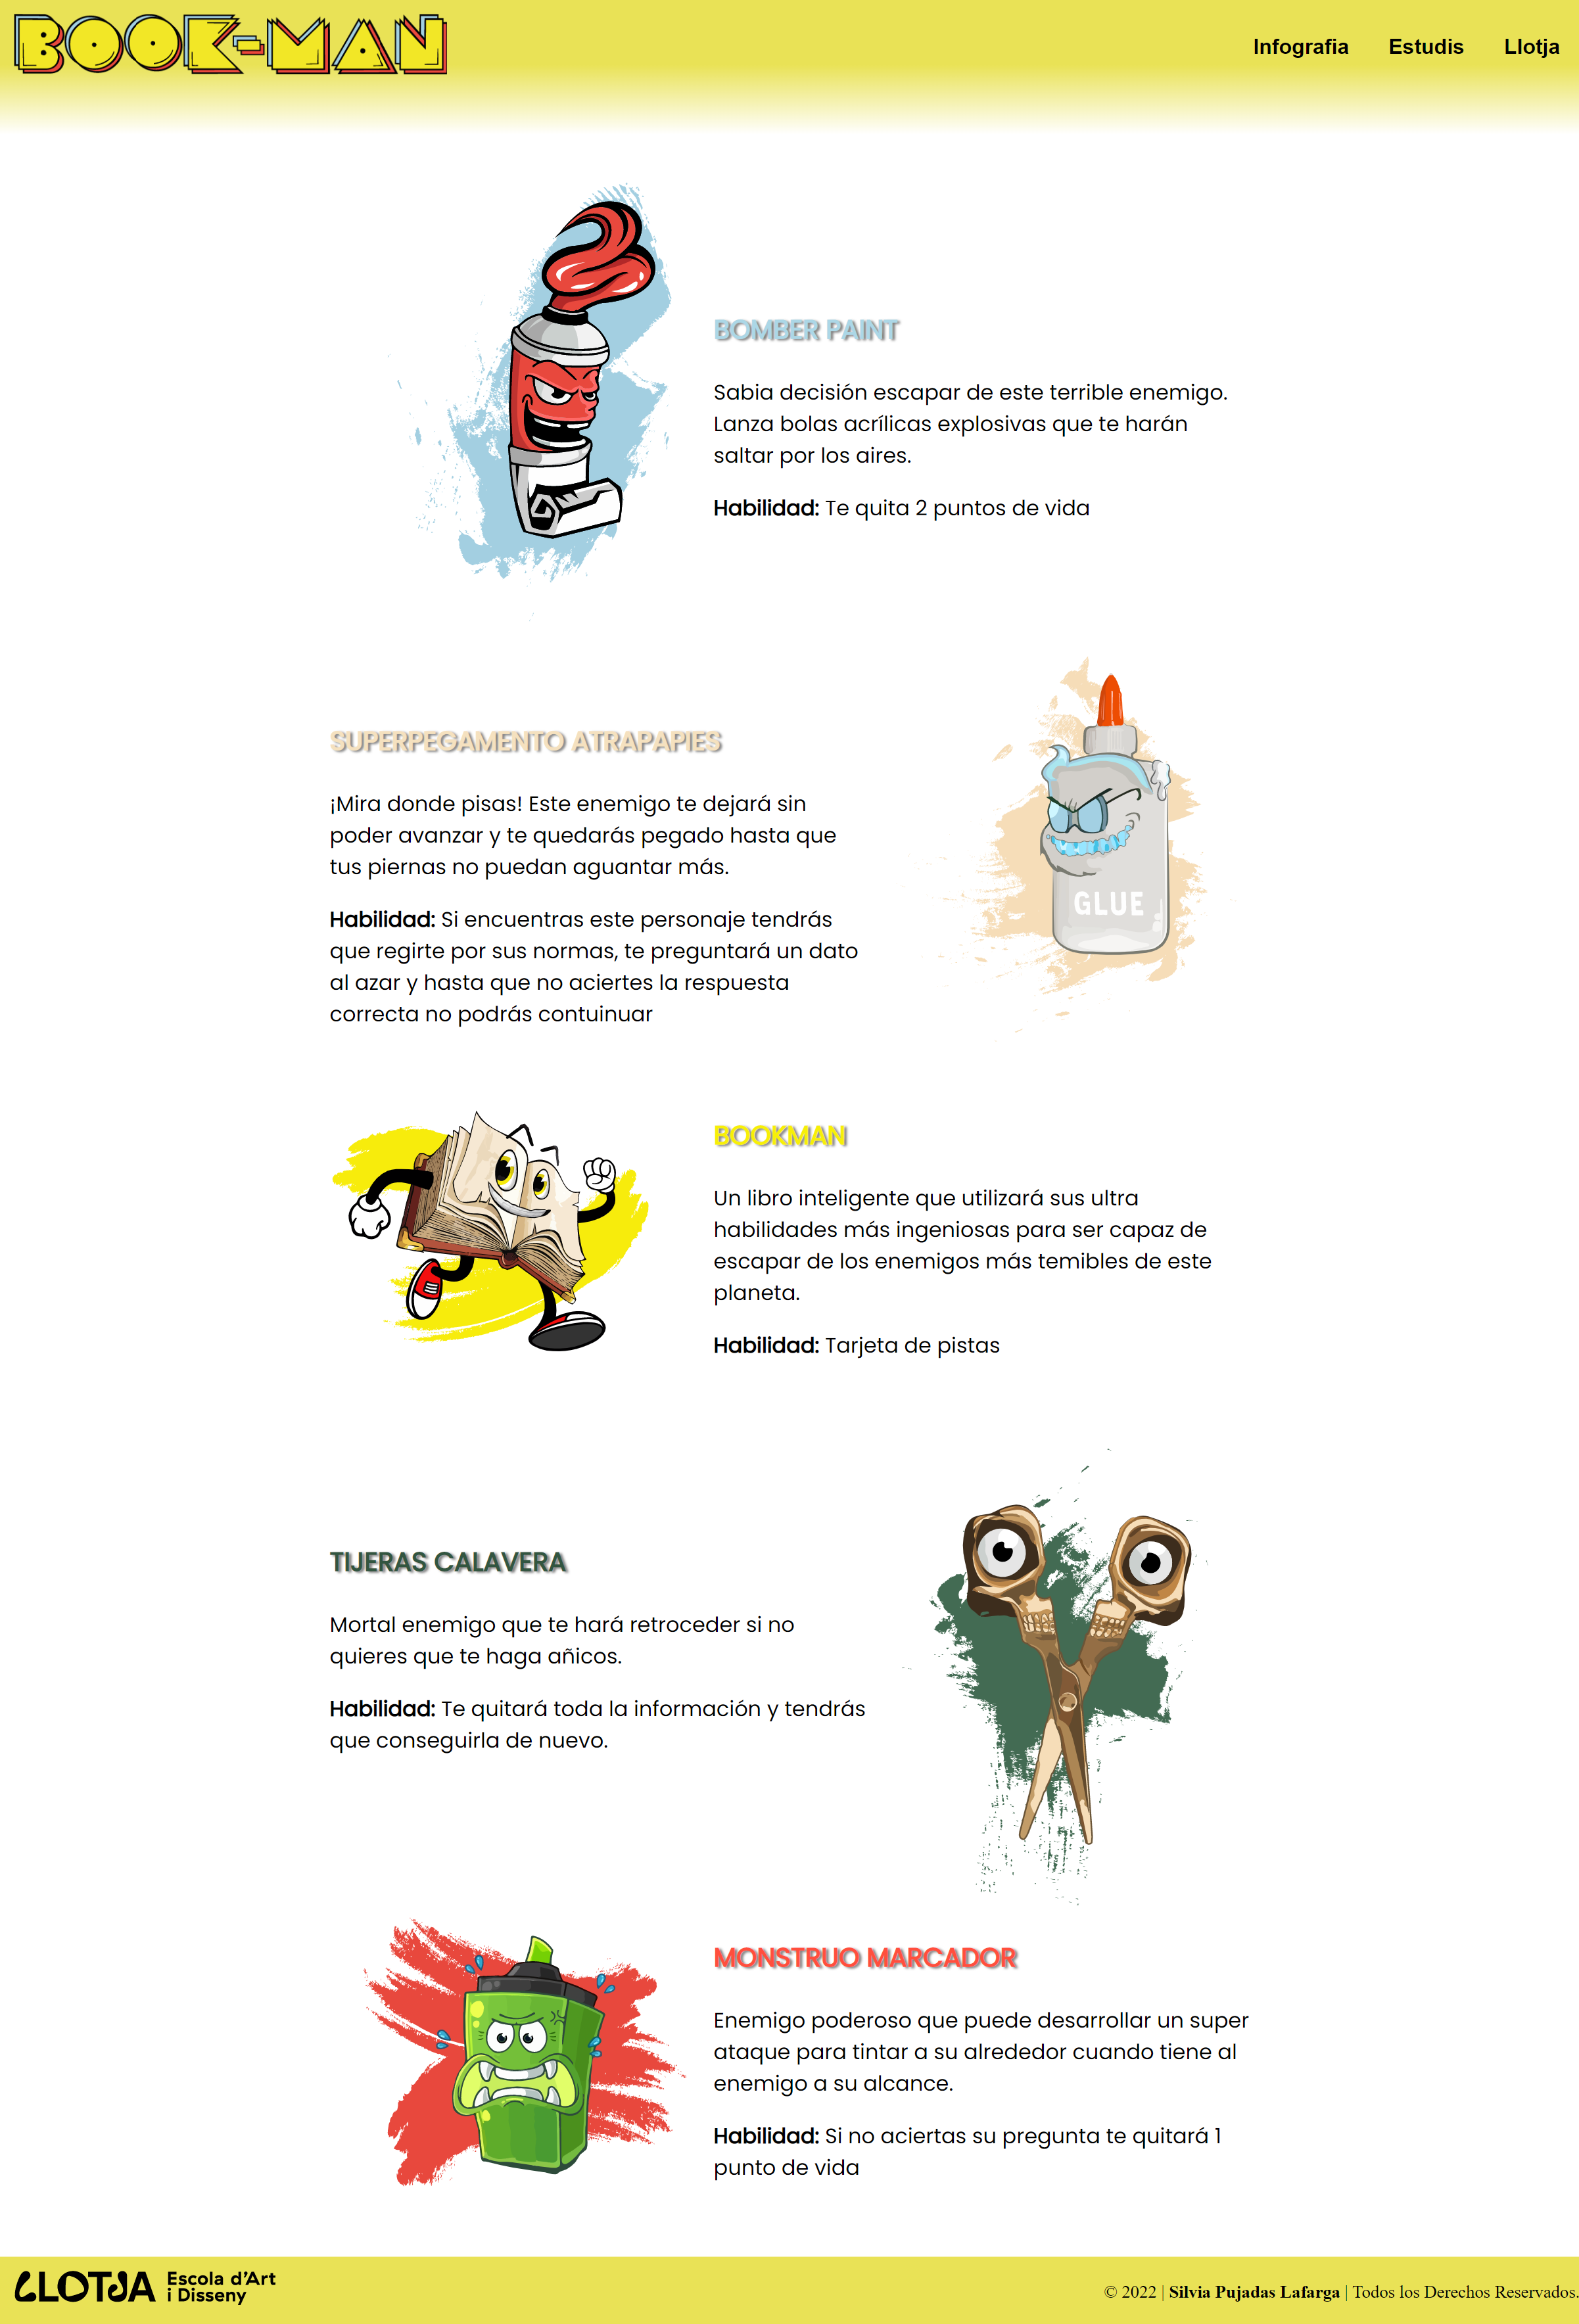 BOOK-MAN
Infografia Estudis Llotja
BOMBER PAINT
Sabia decisión escapar de este terrible enemigo.
Lanza bolas acrílicas explosivas que te harán
saltar por los aires.
Habilidad: Te quita 2 puntos de vida
SUPERPEGAMENTO ATRAPAPIES
¡Mira donde pisas! Este enemigo te dejará sin
poder avanzar y te quedarás pegado hasta que
tus piernas no puedan aguantar más.
Habilidad: Si encuentras este personaje tendrás
que regirte por sus normas, te preguntará un dato
al azar y hasta que no aciertes la respuesta
correcta no podrás contuinuar
GLUE
BOOKMAN
Un libro inteligente que utilizará sus ultra
habilidades más ingeniosas para ser capaz de
escapar de los enemigos más temibles de este
planeta.
Habilidad: Tarjeta de pistas
TIJERAS CALAVERA
Mortal enemigo que te hará retroceder si no
quieres que te haga añicos.
Habilidad: Te quitará toda la información y tendrás
que conseguirla de nuevo.
MONSTRUO MARCADOR
Enemigo poderoso que puede desarrollar un super
ataque para tintar a su alrededor cuando tiene al
enemigo a su alcance.
Habilidad: Si no aciertas su pregunta te quitará 1
punto de vida
LLOTJA
Escola d'Art
i Disseny
© 2022 | Silvia Pujadas Lafarga | Todos los Derechos Reservados.